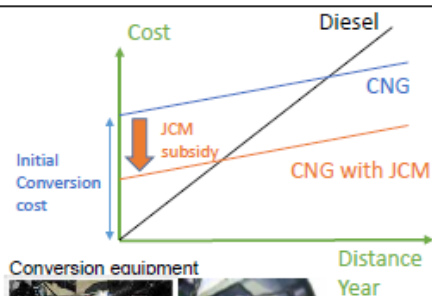 Cost
Diesel
CNG
JCM
subsidy
Initial
Conversion
cost
CNG with JCM
Distance
Year
Conversion equipment